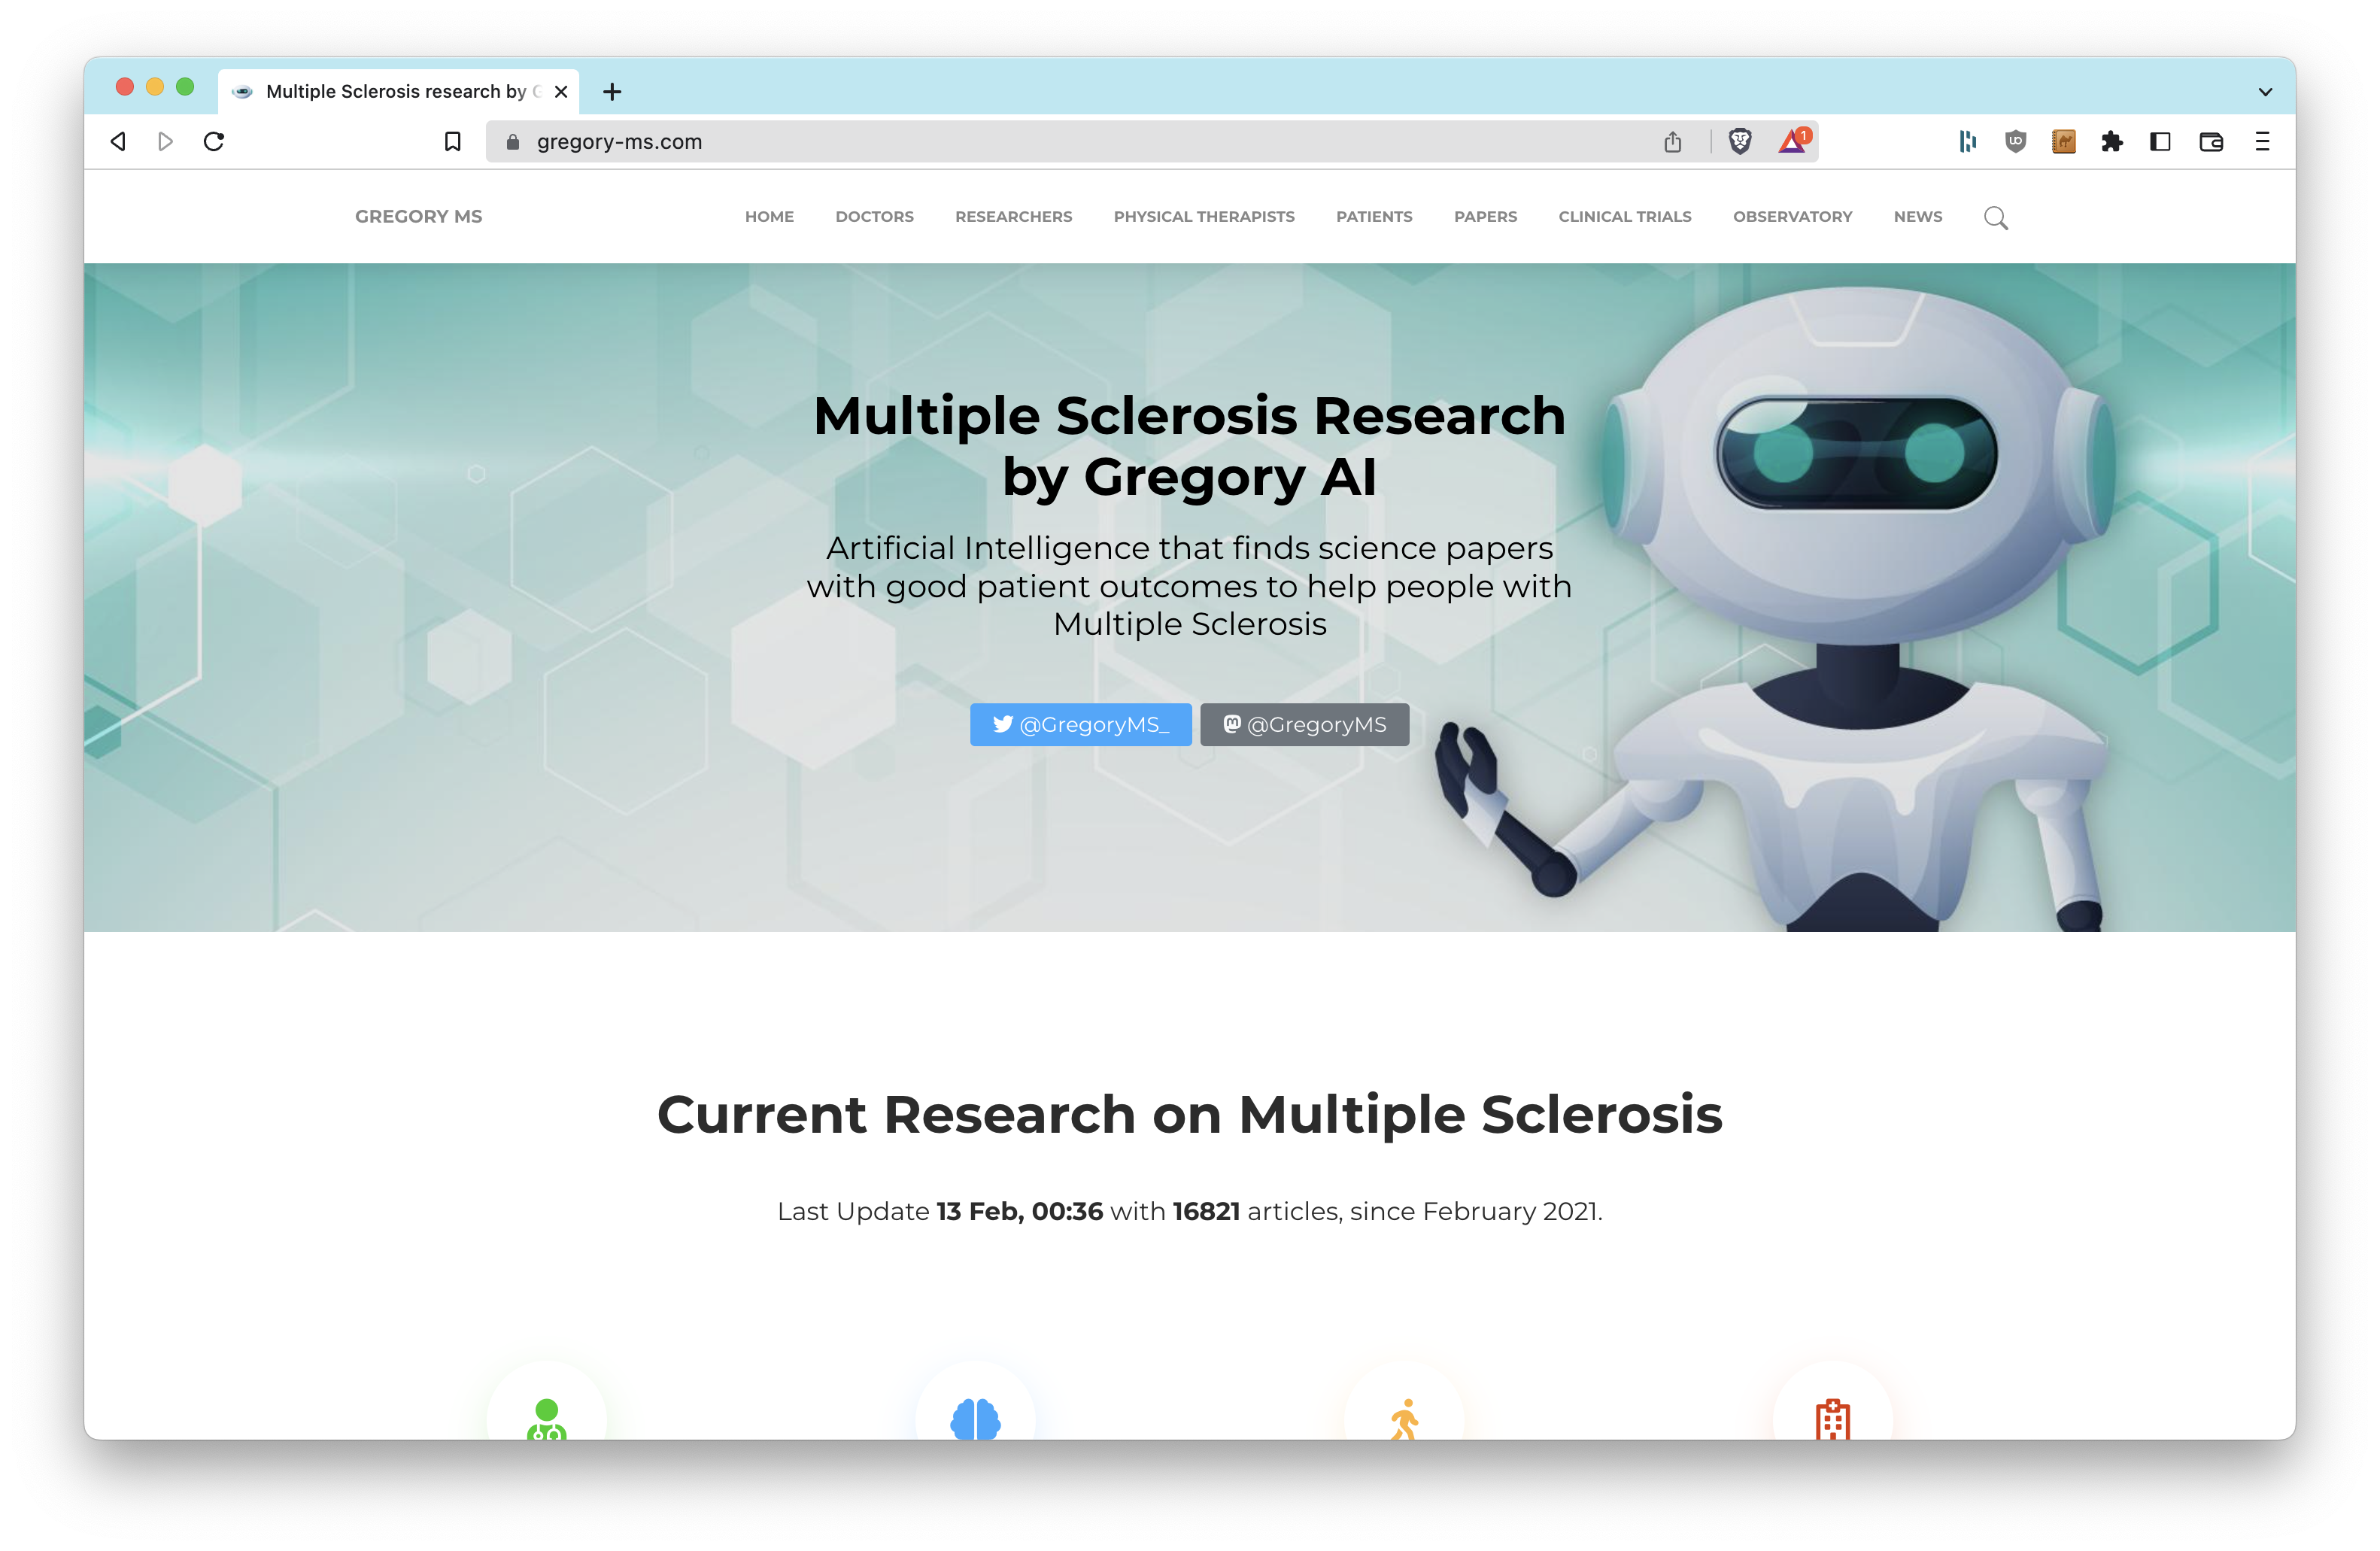 Multiple Sclerosis research by
gregory-ms.com
1
GREGORY MS
HOME
DOCTORS
RESEARCHERS
PHYSICAL THERAPISTS
PATIENTS
PAPERS
CLINICAL TRIALS
OBSERVATORY
NEWS
Multiple Sclerosis Research
by Gregory AI
Artificial Intelligence that finds science papers
with good patient outcomes to help people with
Multiple Sclerosis
@GregoryMS_
@GregoryMS
Current Research on Multiple Sclerosis
Last Update 13 Feb, 00:36 with 16821 articles, since February 2021.